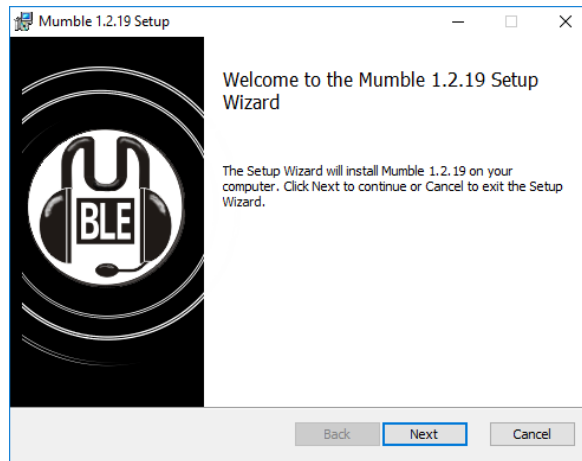 Mumble 1.2.19 Setup
Welcome to the Mumble 1.2.19 Setup
Wizard
The Setup Wizard will install Mumble 1.2.19 on your
computer. Click Next to continue or Cancel to exit the Setup
Wizard.
BLE
Back
Next
Cancel